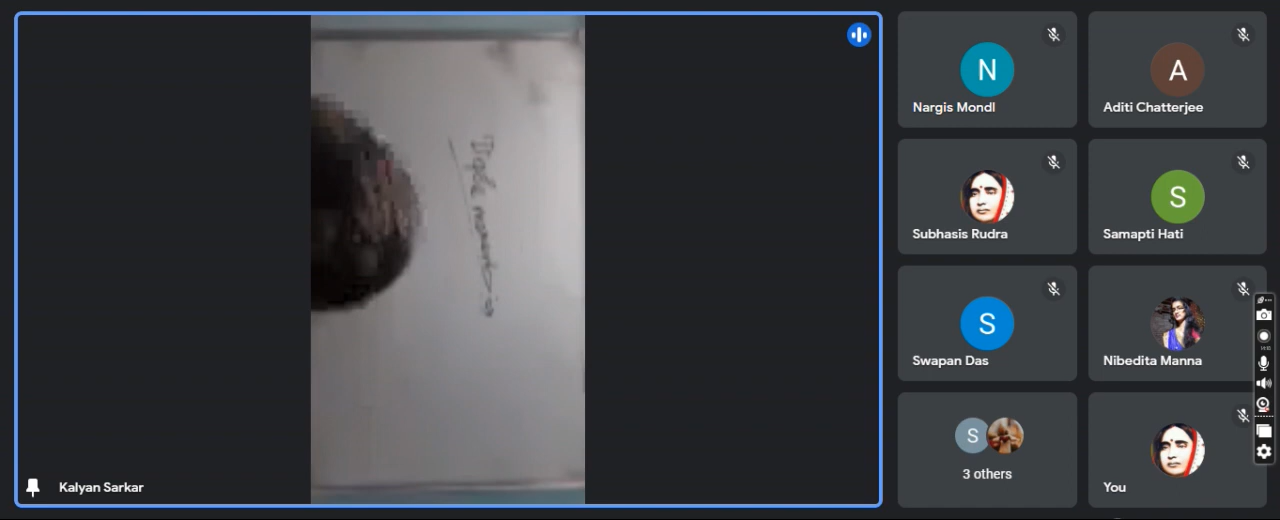 Nargis Mondl
Aditi Chatterjee
Subhasis Rudra
Samapti Hati
Swapan Das
Nibedita Manna
3 others
You
Kalyan Sarkar
N
A
S
S
S